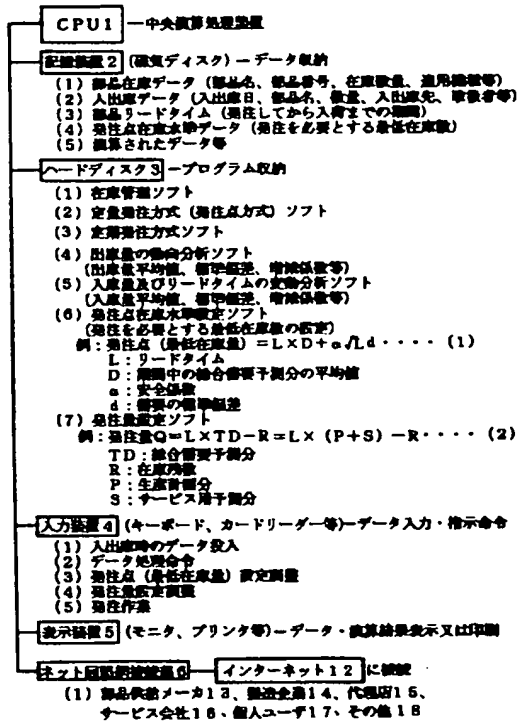 CPU1 ―中央演算処理装置
記憶装置2 (磁気ディスク)―データ収納
(1) 部品在庫データ (部品名、部品番号、在庫数量、適用機種等)
(2) 入出庫データ (入出庫日、部品名、数量、入出庫先、取扱者等)
(3) 部品リードタイム (発注してから入荷までの期間)
(4) 発注点在庫水準データ (発注を必要とする最低在庫数)
(5) 演算されたデータ等
ハードディスク3 ―プログラム収納
(1) 在庫管理ソフト
(2) 定量発注方式 (発注点方式) ソフト
(3) 定期発注方式ソフト
(4) 出庫量の傾向分析ソフト
(出庫量平均値、標準偏差、増減係数等)
(5) 入庫量及びリードタイムの変動分析ソフト
(入庫量平均値、標準偏差、増減係数等)
(6) 発注点在庫水準設定ソフト
(発注を必要とする最低在庫数の設定)
例:発注点 (最低在庫量) =L×D+α√Ld・・・・ (1)
L:リードタイム
D:期間中の総合需要予測分の平均値
α:安全係数
d:需要の標準偏差
(7) 発注量設定ソフト
例:発注量Q=L×TD-R=L× (P+S) -R・・・・ (2)
TD:総合需要予測分
R:在庫残数
P:生産計画分
S:サービス用予測分
入力装置4 (キーボード、カードリーダー等)―データ入力・指示命令
(1) 入出庫時のデータ投入
(2) データ処理命令
(3) 発注点 (最低在庫量) 設定調整
(4) 発注量設定調整
(5) 発注作業
表示装置5 (モニタ、プリンタ等)―データ・演算結果表示又は印刷
ネット回路網接続器6 ― インターネット12 に接続
(1) 部品供給メーカ13、製造企業14、代理店15、
サービス会社16、個人ユーザ17、その他18